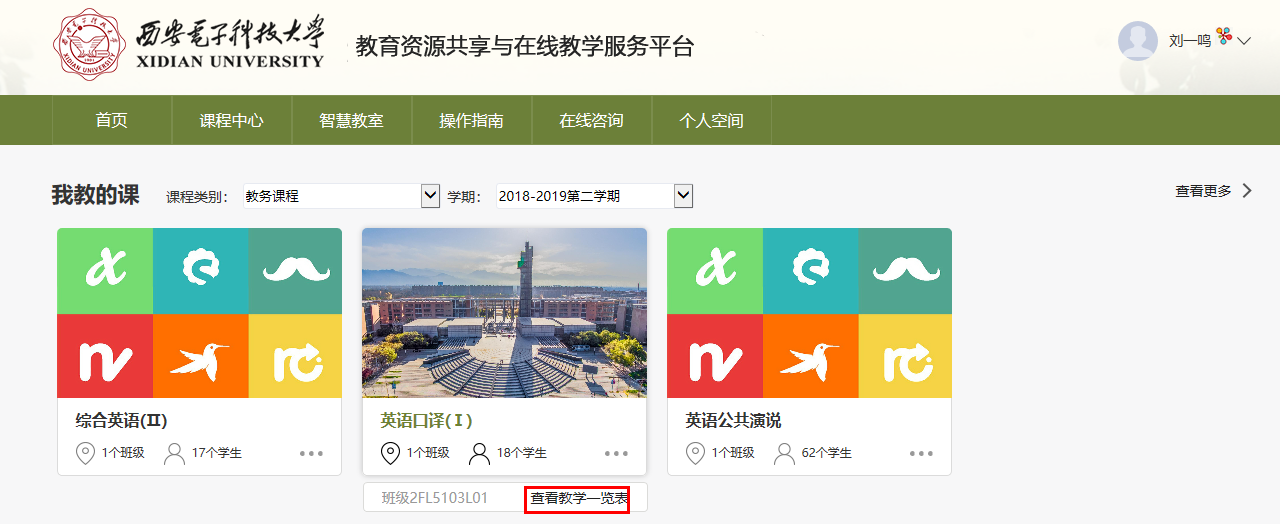 西安电子科技大学
XIDIAN UNIVERSITY
教育资源共享与在线教学服务平台
刘一鸣
首页 课程中心 智慧教室 操作指南 在线咨询 个人空间
我教的课 课程类别： 教务课程 学期： 2018-2019第二学期 查看更多
综合英语(II)
1个班级 17个学生
英语口译(I)
1个班级 18个学生
班级2FL5103L01 查看教学一览表
英语公共演说
1个班级 62个学生